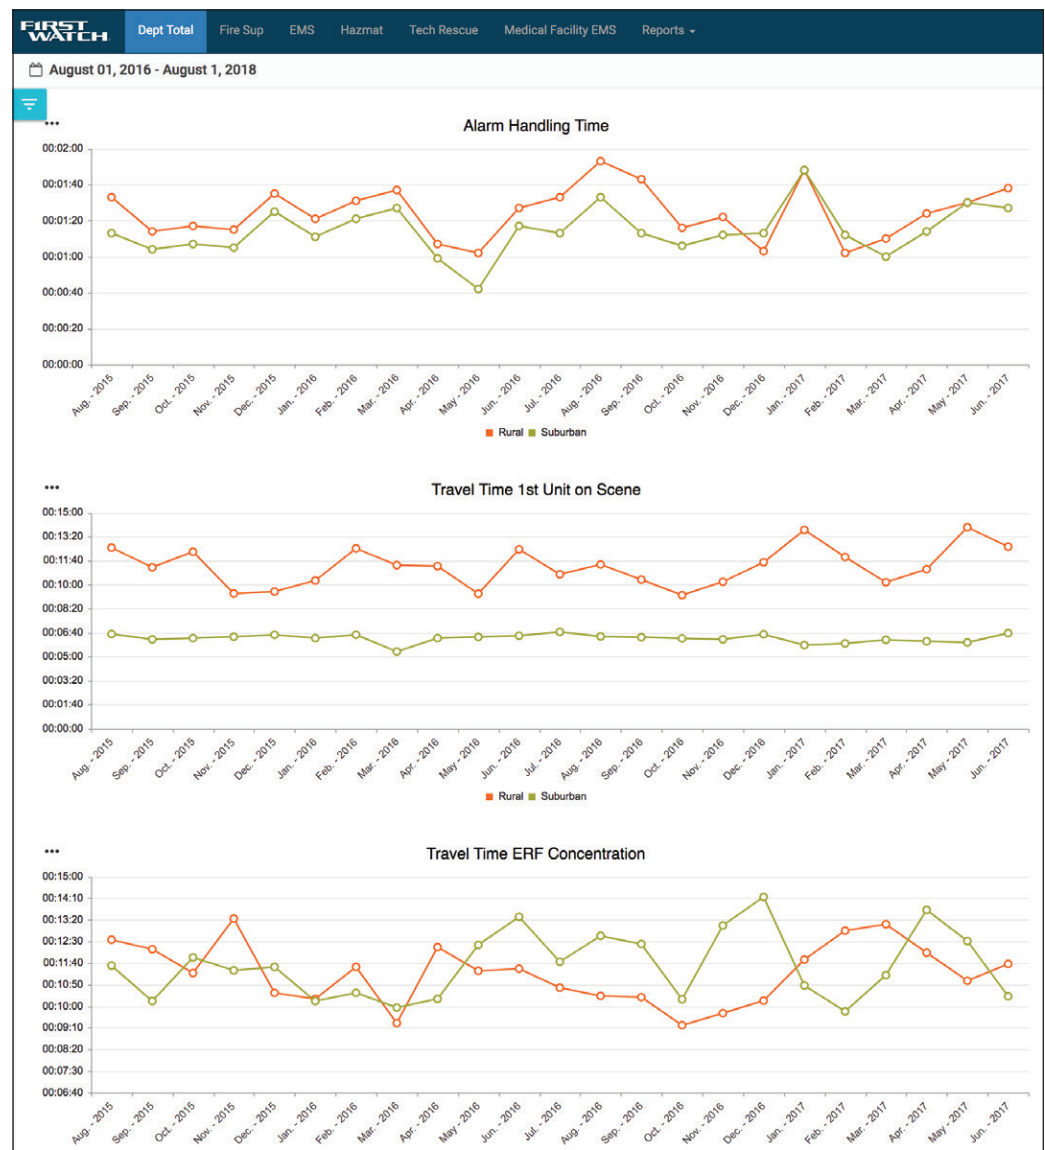 FIRST WATCH Dept Total Fire Sup EMS Hazmat Tech Rescue Medical Facility EMS Reports
August 01, 2016 - August 1, 2018
Alarm Handling Time
00:02:00
00:01:40
00:01:20
00:01:00
00:00:40
00:00:20
00:00:00
Aug. - 2015 Sep. - 2015 Oct. - 2015 Nov. - 2015 Dec. - 2015 Jan. - 2016 Feb. - 2016 Mar. - 2016 Apr. - 2016 May - 2016 Jun. - 2016 Jul. - 2016 Aug. - 2016 Sep. - 2016 Oct. - 2016 Nov. - 2016 Dec. - 2016 Jan. - 2017 Feb. - 2017 Mar. - 2017 Apr. - 2017 May - 2017 Jun. - 2017
Rural Suburban
Travel Time 1st Unit on Scene
00:15:00
00:13:20
00:11:40
00:10:00
00:08:20
00:06:40
00:05:00
00:03:20
00:01:40
00:00:00
Aug. - 2015 Sep. - 2015 Oct. - 2015 Nov. - 2015 Dec. - 2015 Jan. - 2016 Feb. - 2016 Mar. - 2016 Apr. - 2016 May - 2016 Jun. - 2016 Jul. - 2016 Aug. - 2016 Sep. - 2016 Oct. - 2016 Nov. - 2016 Dec. - 2016 Jan. - 2017 Feb. - 2017 Mar. - 2017 Apr. - 2017 May - 2017 Jun. - 2017
Rural Suburban
Travel Time ERF Concentration
00:15:00
00:14:10
00:13:20
00:12:30
00:11:40
00:10:50
00:10:00
00:09:10
00:08:20
00:07:30
00:06:40
Aug. - 2015 Sep. - 2015 Oct. - 2015 Nov. - 2015 Dec. - 2015 Jan. - 2016 Feb. - 2016 Mar. - 2016 Apr. - 2016 May - 2016 Jun. - 2016 Jul. - 2016 Aug. - 2016 Sep. - 2016 Oct. - 2016 Nov. - 2016 Dec. - 2016 Jan. - 2017 Feb. - 2017 Mar. - 2017 Apr. - 2017 May - 2017 Jun. - 2017